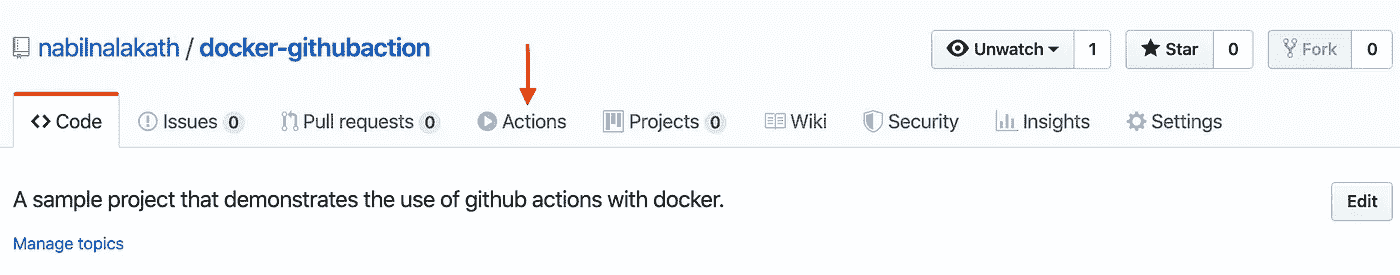 nabilnalakath / docker-githubaction Unwatch 1 Star 0 Fork 0
Code Issues 0 Pull requests 0 Actions Projects 0 Wiki Security Insights Settings
A sample project that demonstrates the use of github actions with docker. Edit
Manage topics